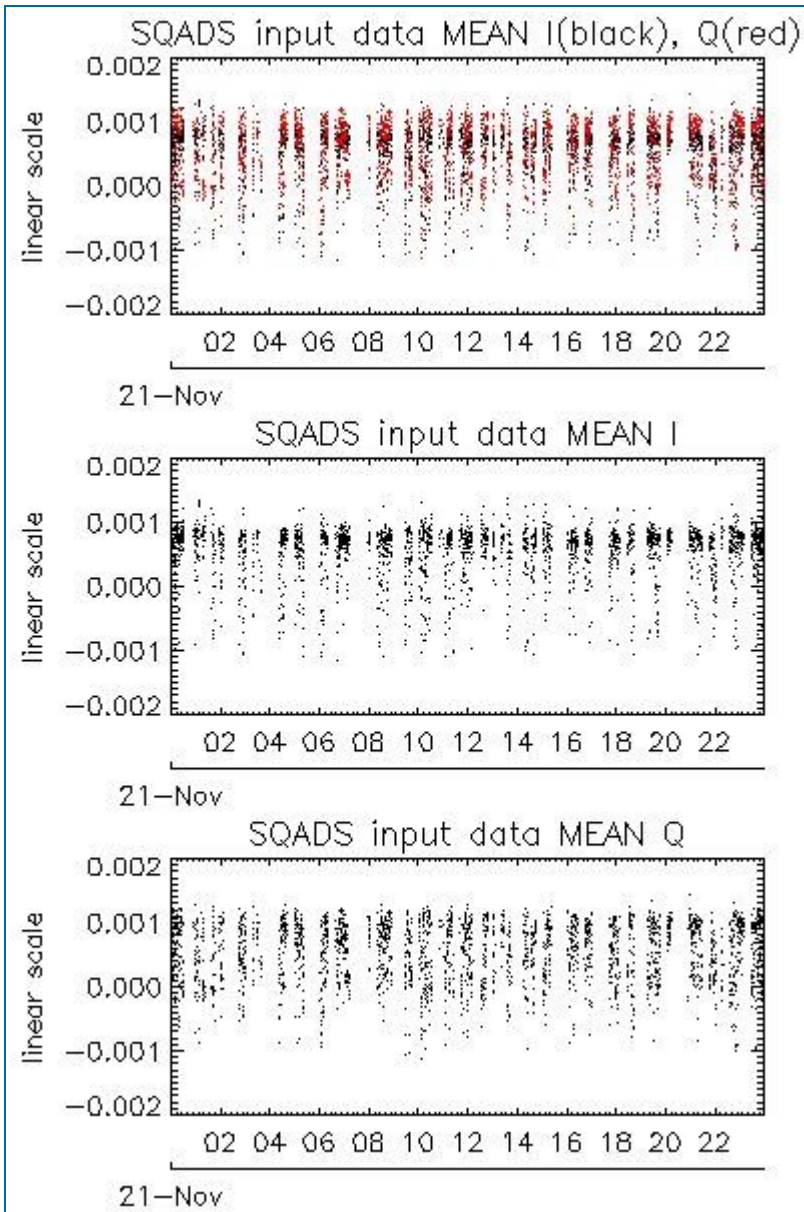 SQADS input data MEAN I(black), Q(red)
0.002
0.001
0.000
-0.001
-0.002
linear scale
02 04 06 08 10 12 14 16 18 20 22
21-Nov
SQADS input data MEAN I
0.002
0.001
0.000
-0.001
-0.002
linear scale
02 04 06 08 10 12 14 16 18 20 22
21-Nov
SQADS input data MEAN Q
0.002
0.001
0.000
-0.001
-0.002
linear scale
02 04 06 08 10 12 14 16 18 20 22
21-Nov